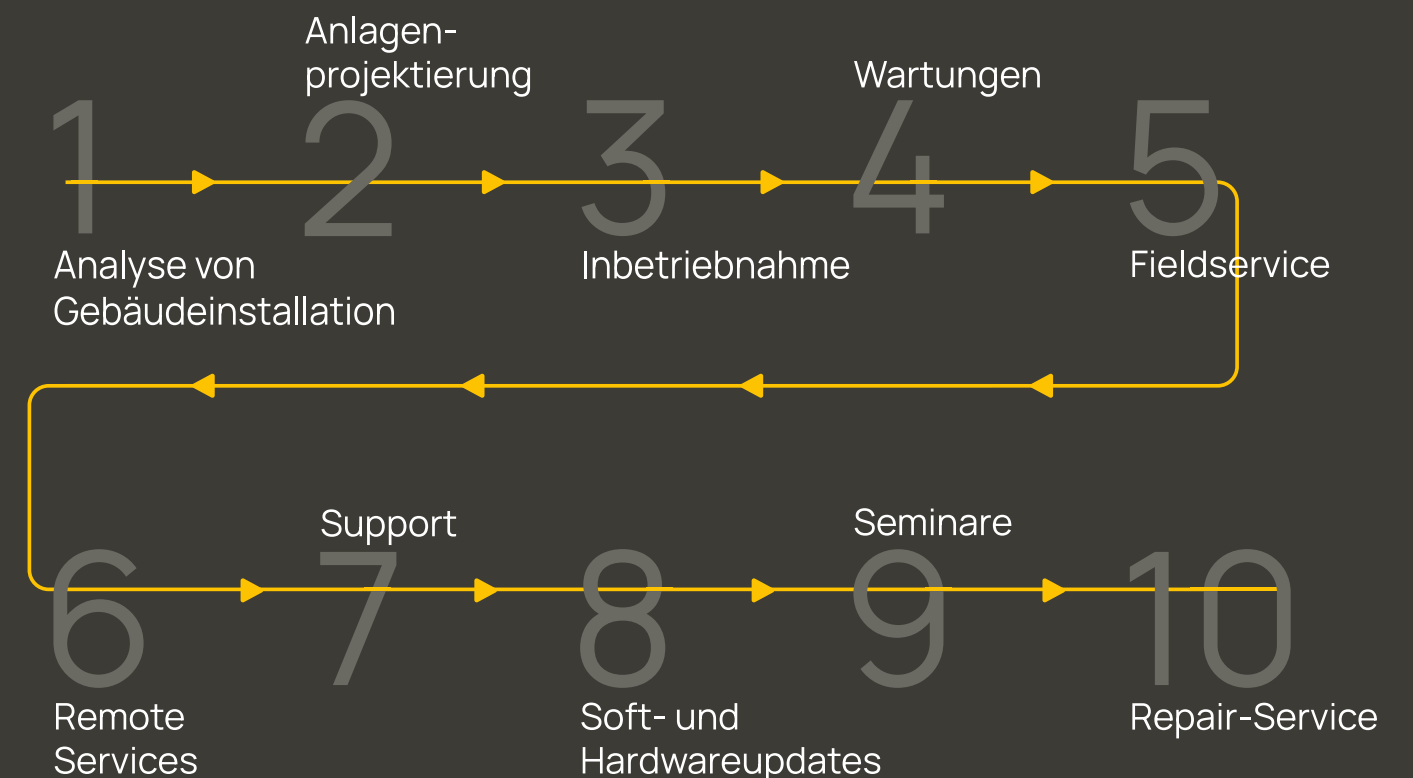 1
Analyse von
Gebäudeinstallation
2
Anlagen-
projektierung
3
Inbetriebnahme
4
Wartungen
5
Fieldservice
6
Remote
Services
7
Support
8
Soft- und
Hardwareupdates
9
Seminare
10
Repair-Service